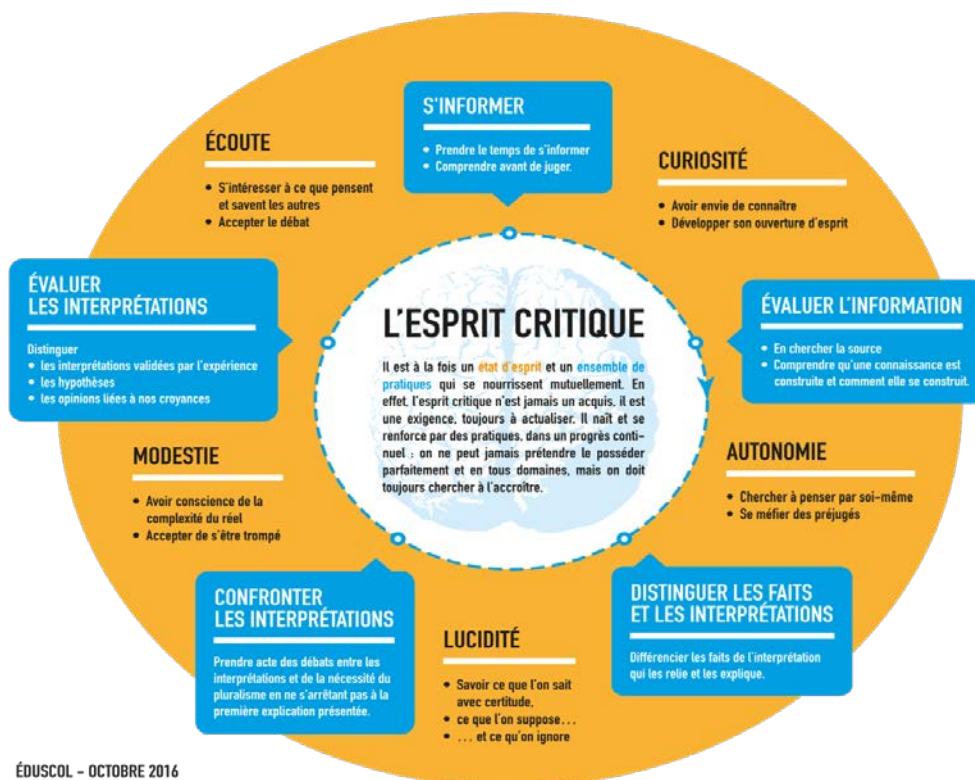 S'INFORMER
• Prendre le temps de s'informer
• Comprendre avant de juger.
ÉCOUTE
• S'intéresser à ce que pensent
et savent les autres
• Accepter le débat
CURIOSITÉ
• Avoir envie de connaître
• Développer son ouverture d'esprit
ÉVALUER
LES INTERPRÉTATIONS
Distinguer
• les interprétations validées par l'expérience
• les hypothèses
• les opinions liées à nos croyances
L'ESPRIT CRITIQUE
Il est à la fois un état d'esprit et un ensemble de
pratiques qui se nourrissent mutuellement. En
effet, l'esprit critique n'est jamais un acquis, il est
une exigence, toujours à actualiser. Il naît et se
renforce par des pratiques, dans un progrès conti-
nuel : on ne peut jamais prétendre le posséder
parfaitement et en tous domaines, mais on doit
toujours chercher à l'accroître.
ÉVALUER L'INFORMATION
• En chercher la source
• Comprendre qu'une connaissance est
construite et comment elle se construit.
MODESTIE
• Avoir conscience de la
complexité du réel
• Accepter de s'être trompé
AUTONOMIE
• Chercher à penser par soi-même
• Se méfier des préjugés
CONFRONTER
LES INTERPRÉTATIONS
Prendre acte des débats entre les
interprétations et de la nécessité du
pluralisme en ne s'arrêtant pas à la
première explication présentée.
LUCIDITÉ
• Savoir ce que l'on sait
avec certitude,
• ce que l'on suppose...
• ... et ce qu'on ignore
DISTINGUER LES FAITS
ET LES INTERPRÉTATIONS
Différencier les faits de l'interprétation
qui les relie et les explique.
ÉDUSCOL – OCTOBRE 2016